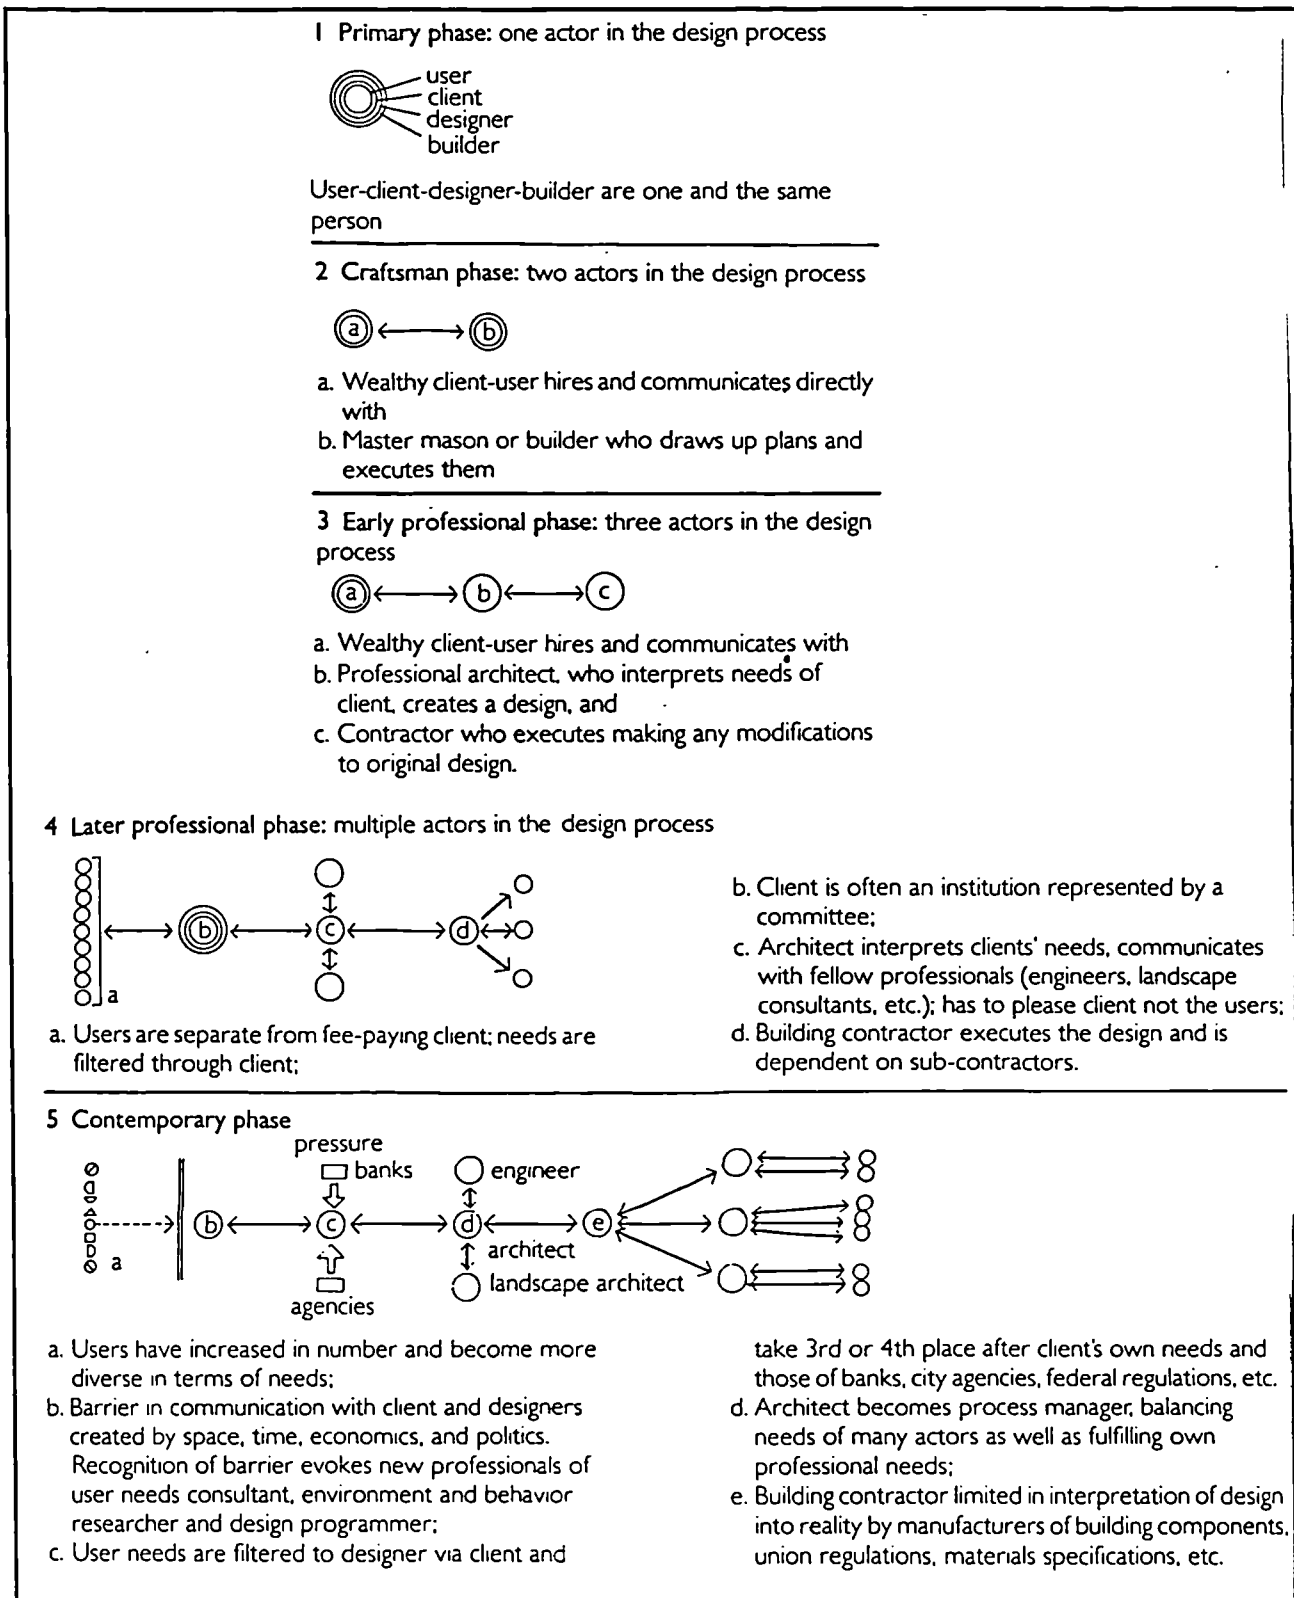 1 Primary phase: one actor in the design process
user
client
designer
builder
User-client-designer-builder are one and the same
person
2 Craftsman phase: two actors in the design process
a b
a. Wealthy client-user hires and communicates directly
with
b. Master mason or builder who draws up plans and
executes them
3 Early professional phase: three actors in the design
process
a b c
a. Wealthy client-user hires and communicates with
b. Professional architect, who interprets needs of
client, creates a design, and
c. Contractor who executes making any modifications
to original design.
4 Later professional phase: multiple actors in the design process
b c d
a
a. Users are separate from fee-paying client; needs are
filtered through client;
b. Client is often an institution represented by a
committee;
c. Architect interprets clients' needs, communicates
with fellow professionals (engineers, landscape
consultants, etc.); has to please client not the users;
d. Building contractor executes the design and is
dependent on sub-contractors.
5 Contemporary phase
pressure
banks engineer
b c d e
architect
a landscape architect
agencies
a. Users have increased in number and become more
diverse in terms of needs;
b. Barrier in communication with client and designers
created by space, time, economics, and politics.
Recognition of barrier evokes new professionals of
user needs consultant, environment and behavior
researcher and design programmer;
c. User needs are filtered to designer via client and
take 3rd or 4th place after client's own needs and
those of banks, city agencies, federal regulations, etc.
d. Architect becomes process manager, balancing
needs of many actors as well as fulfilling own
professional needs;
e. Building contractor limited in interpretation of design
into reality by manufacturers of building components,
union regulations, materials specifications, etc.